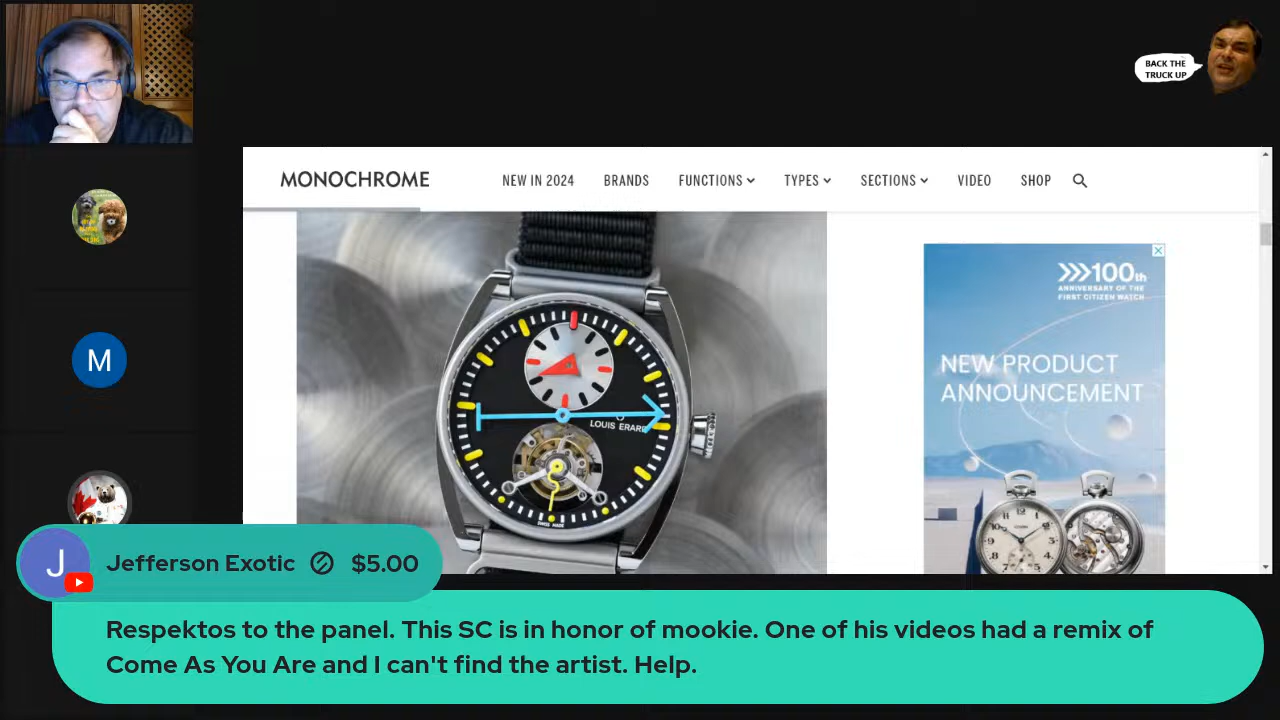 BACK THE
TRUCK UP
MONOCHROME
NEW IN 2024 BRANDS FUNCTIONS TYPES SECTIONS VIDEO SHOP
100th
ANNIVERSARY OF THE
FIRST CITIZEN WATCH
NEW PRODUCT
ANNOUNCEMENT
LOUIS ERARD
SWISS MADE
M
J
Jefferson Exotic $5.00
Respektos to the panel. This SC is in honor of mookie. One of his videos had a remix of
Come As You Are and I can't find the artist. Help.